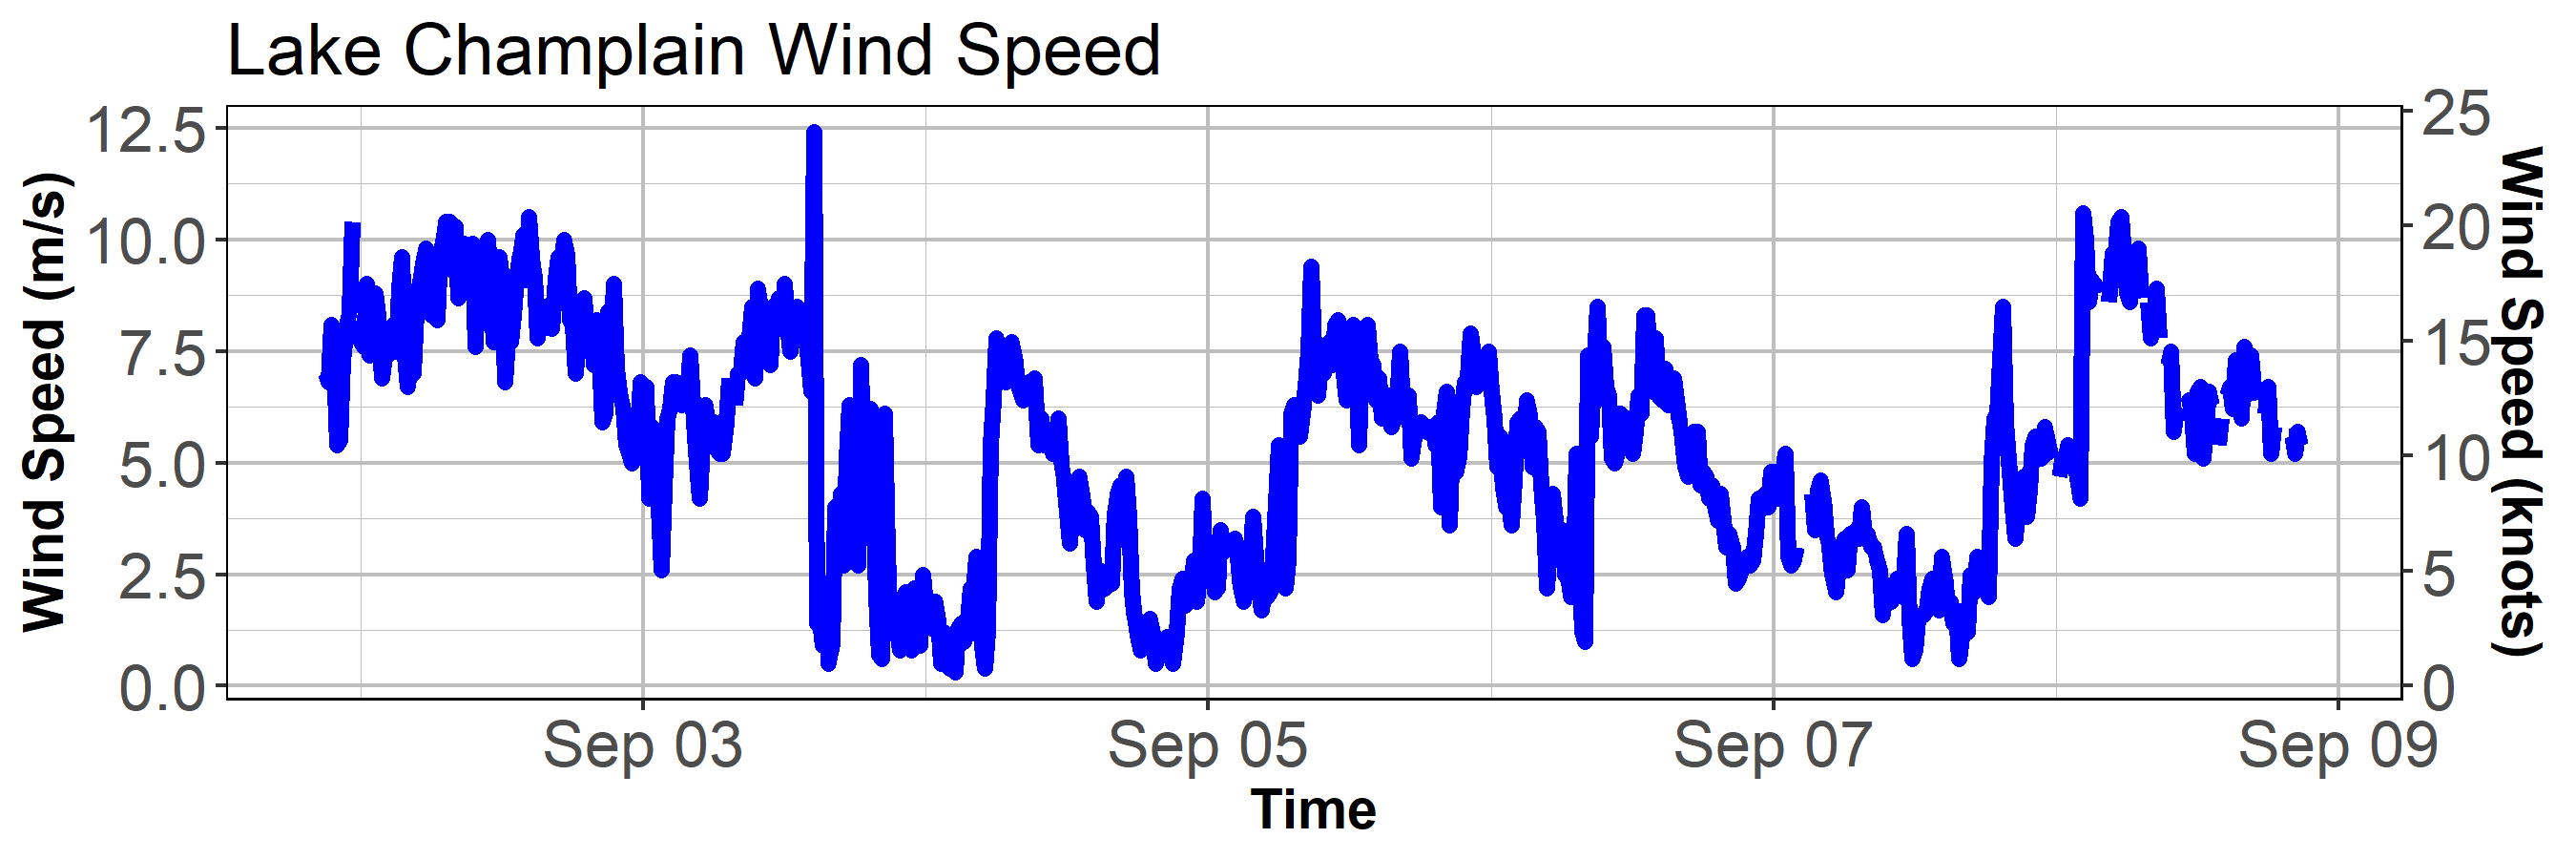 Lake Champlain Wind Speed
Wind Speed (m/s)
12.5
10.0
7.5
5.0
2.5
0.0
25
20
15
10
5
0
Wind Speed (knots)
Sep 03 Sep 05 Sep 07 Sep 09
Time